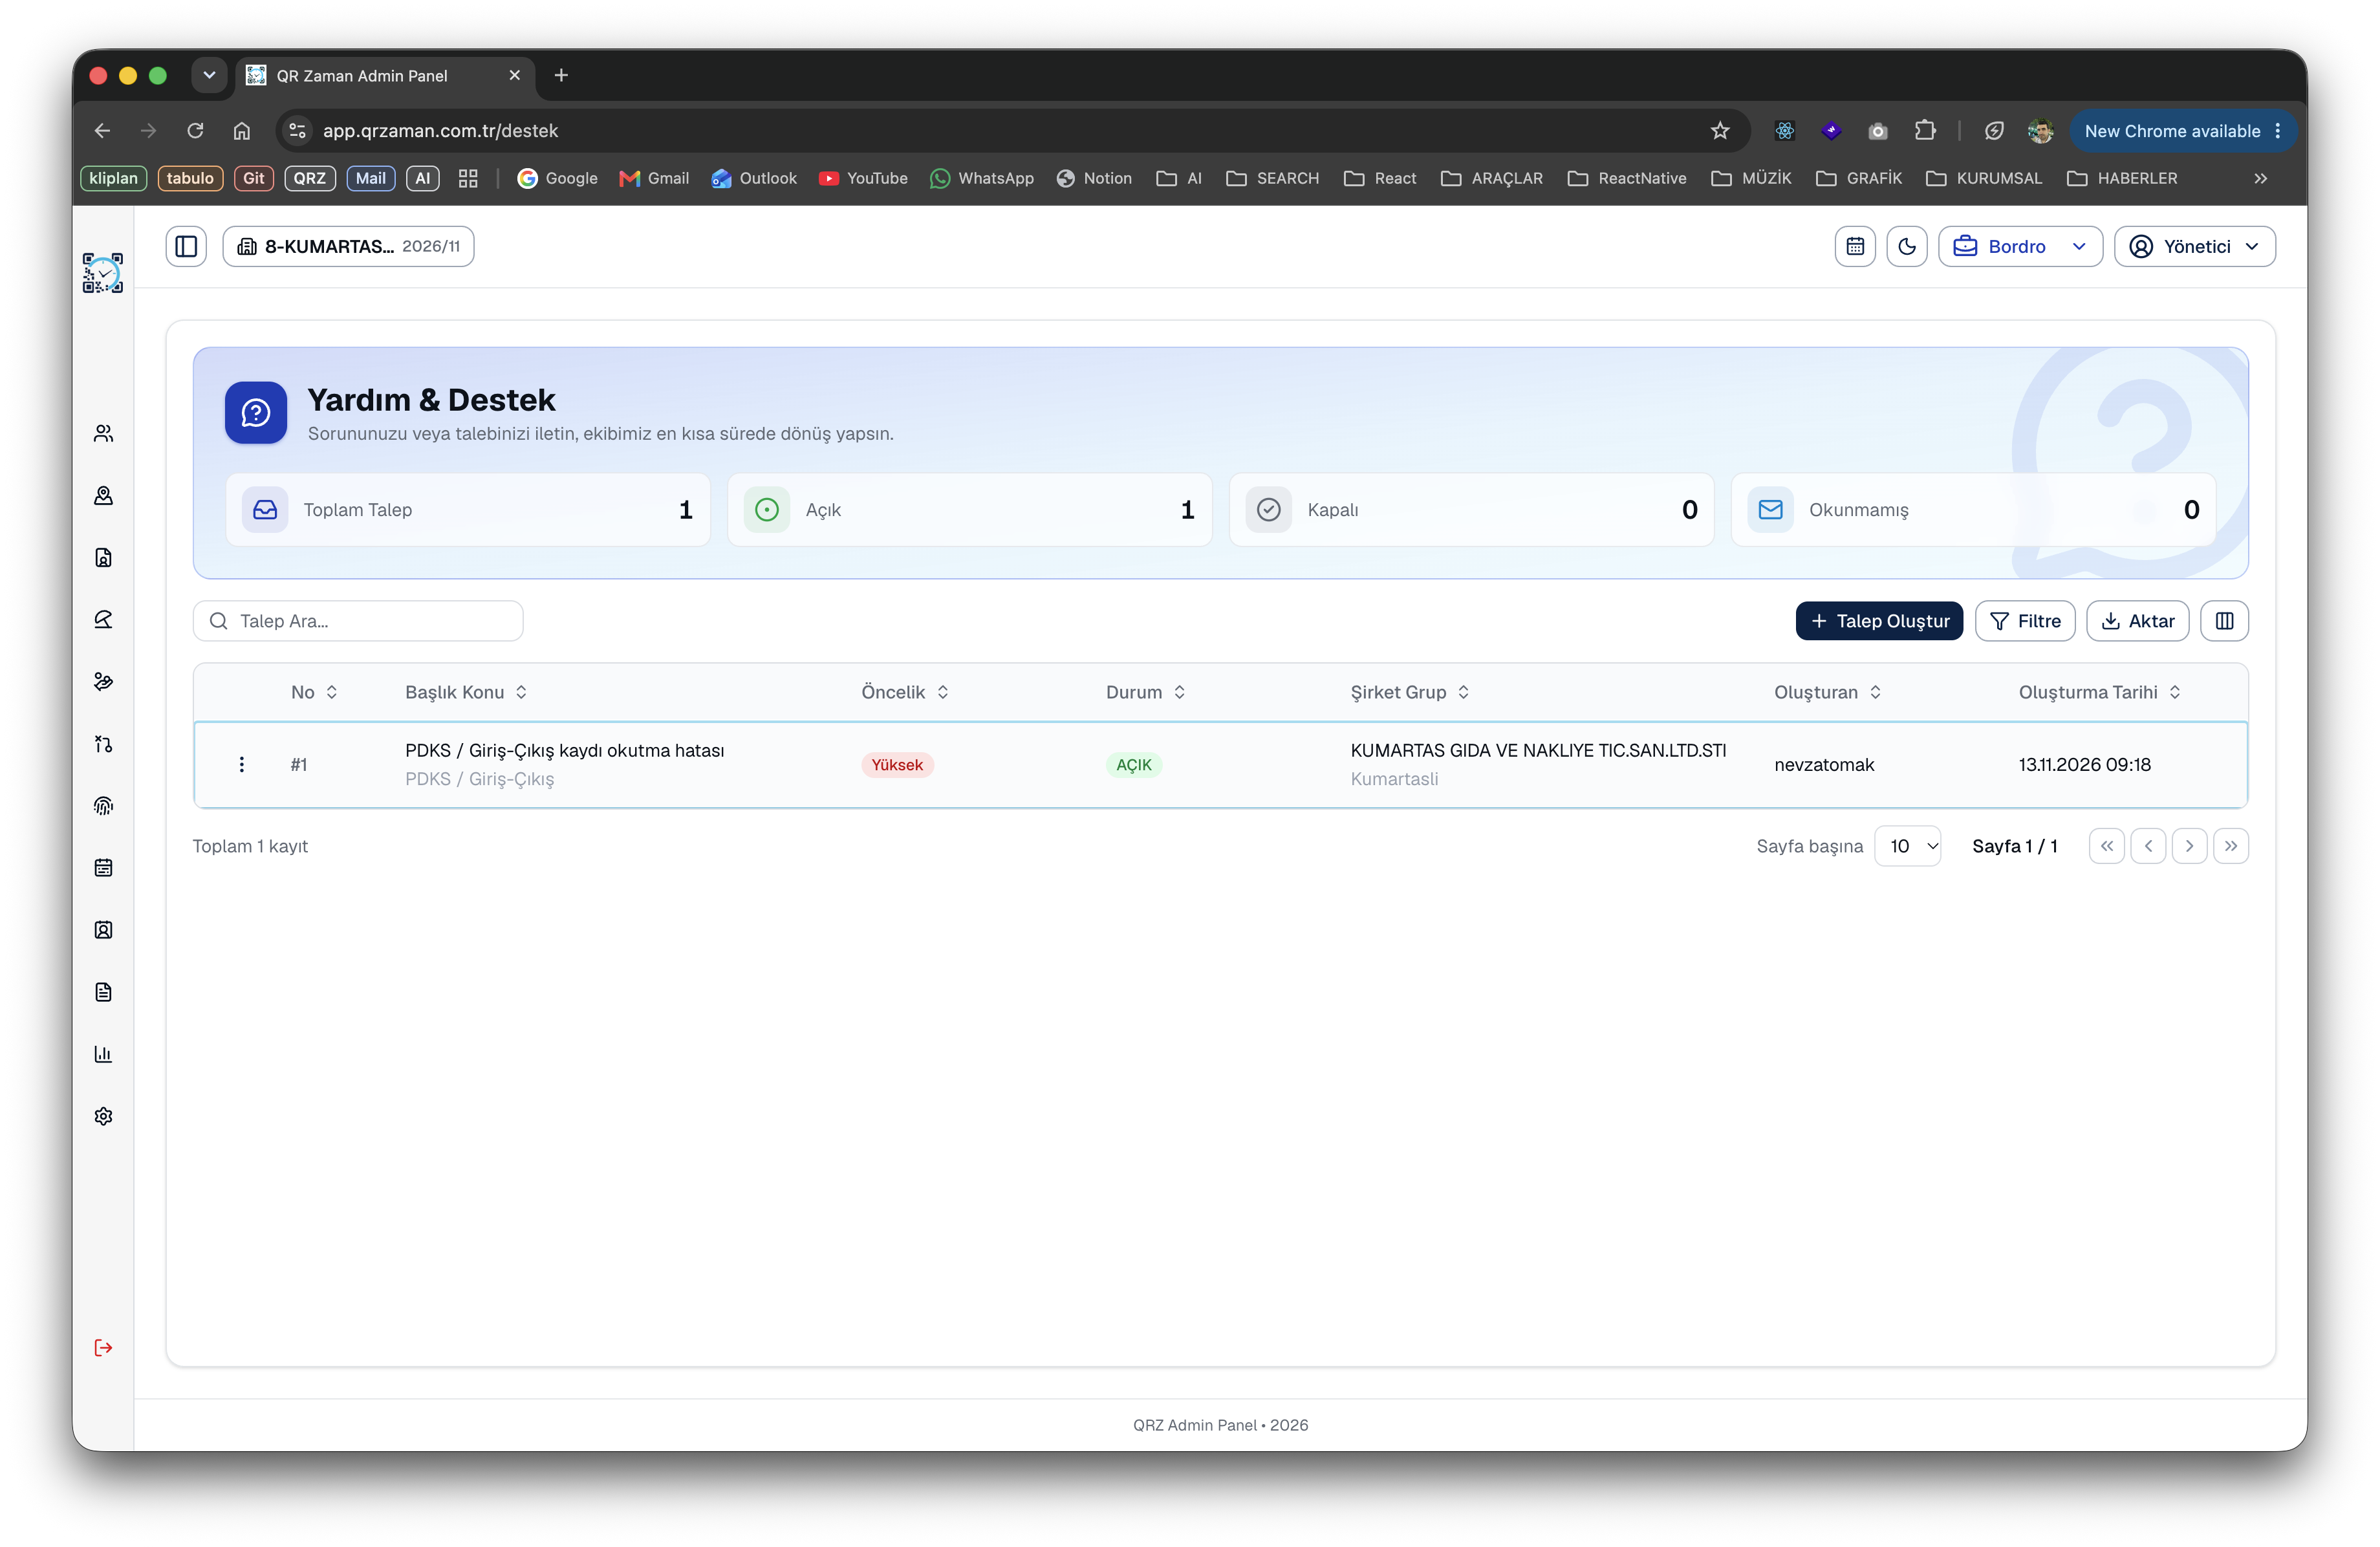 QR Zaman Admin Panel
app.qrzaman.com.tr/destek
New Chrome available
kliplan tabulo Git QRZ Mail AI Google Gmail Outlook YouTube WhatsApp Notion AI SEARCH React ARAÇLAR ReactNative MÜZİK GRAFİK KURUMSAL HABERLER
8-KUMARTAS... 2026/11
Bordro
Yönetici
Yardım & Destek
Sorununuzu veya talebinizi iletin, ekibimiz en kısa sürede dönüş yapsın.
Toplam Talep 1
Açık 1
Kapalı 0
Okunmamış 0
Talep Ara...
Talep Oluştur
Filtre
Aktar
No Başlık Konu Öncelik Durum Şirket Grup Oluşturan Oluşturma Tarihi
#1 PDKS / Giriş-Çıkış kaydı okutma hatası Yüksek AÇIK KUMARTAS GIDA VE NAKLIYE TIC.SAN.LTD.STI nevzatomak 13.11.2026 09:18
PDKS / Giriş-Çıkış Kumartasli
Toplam 1 kayıt
Sayfa başına 10 Sayfa 1 / 1
QRZ Admin Panel • 2026